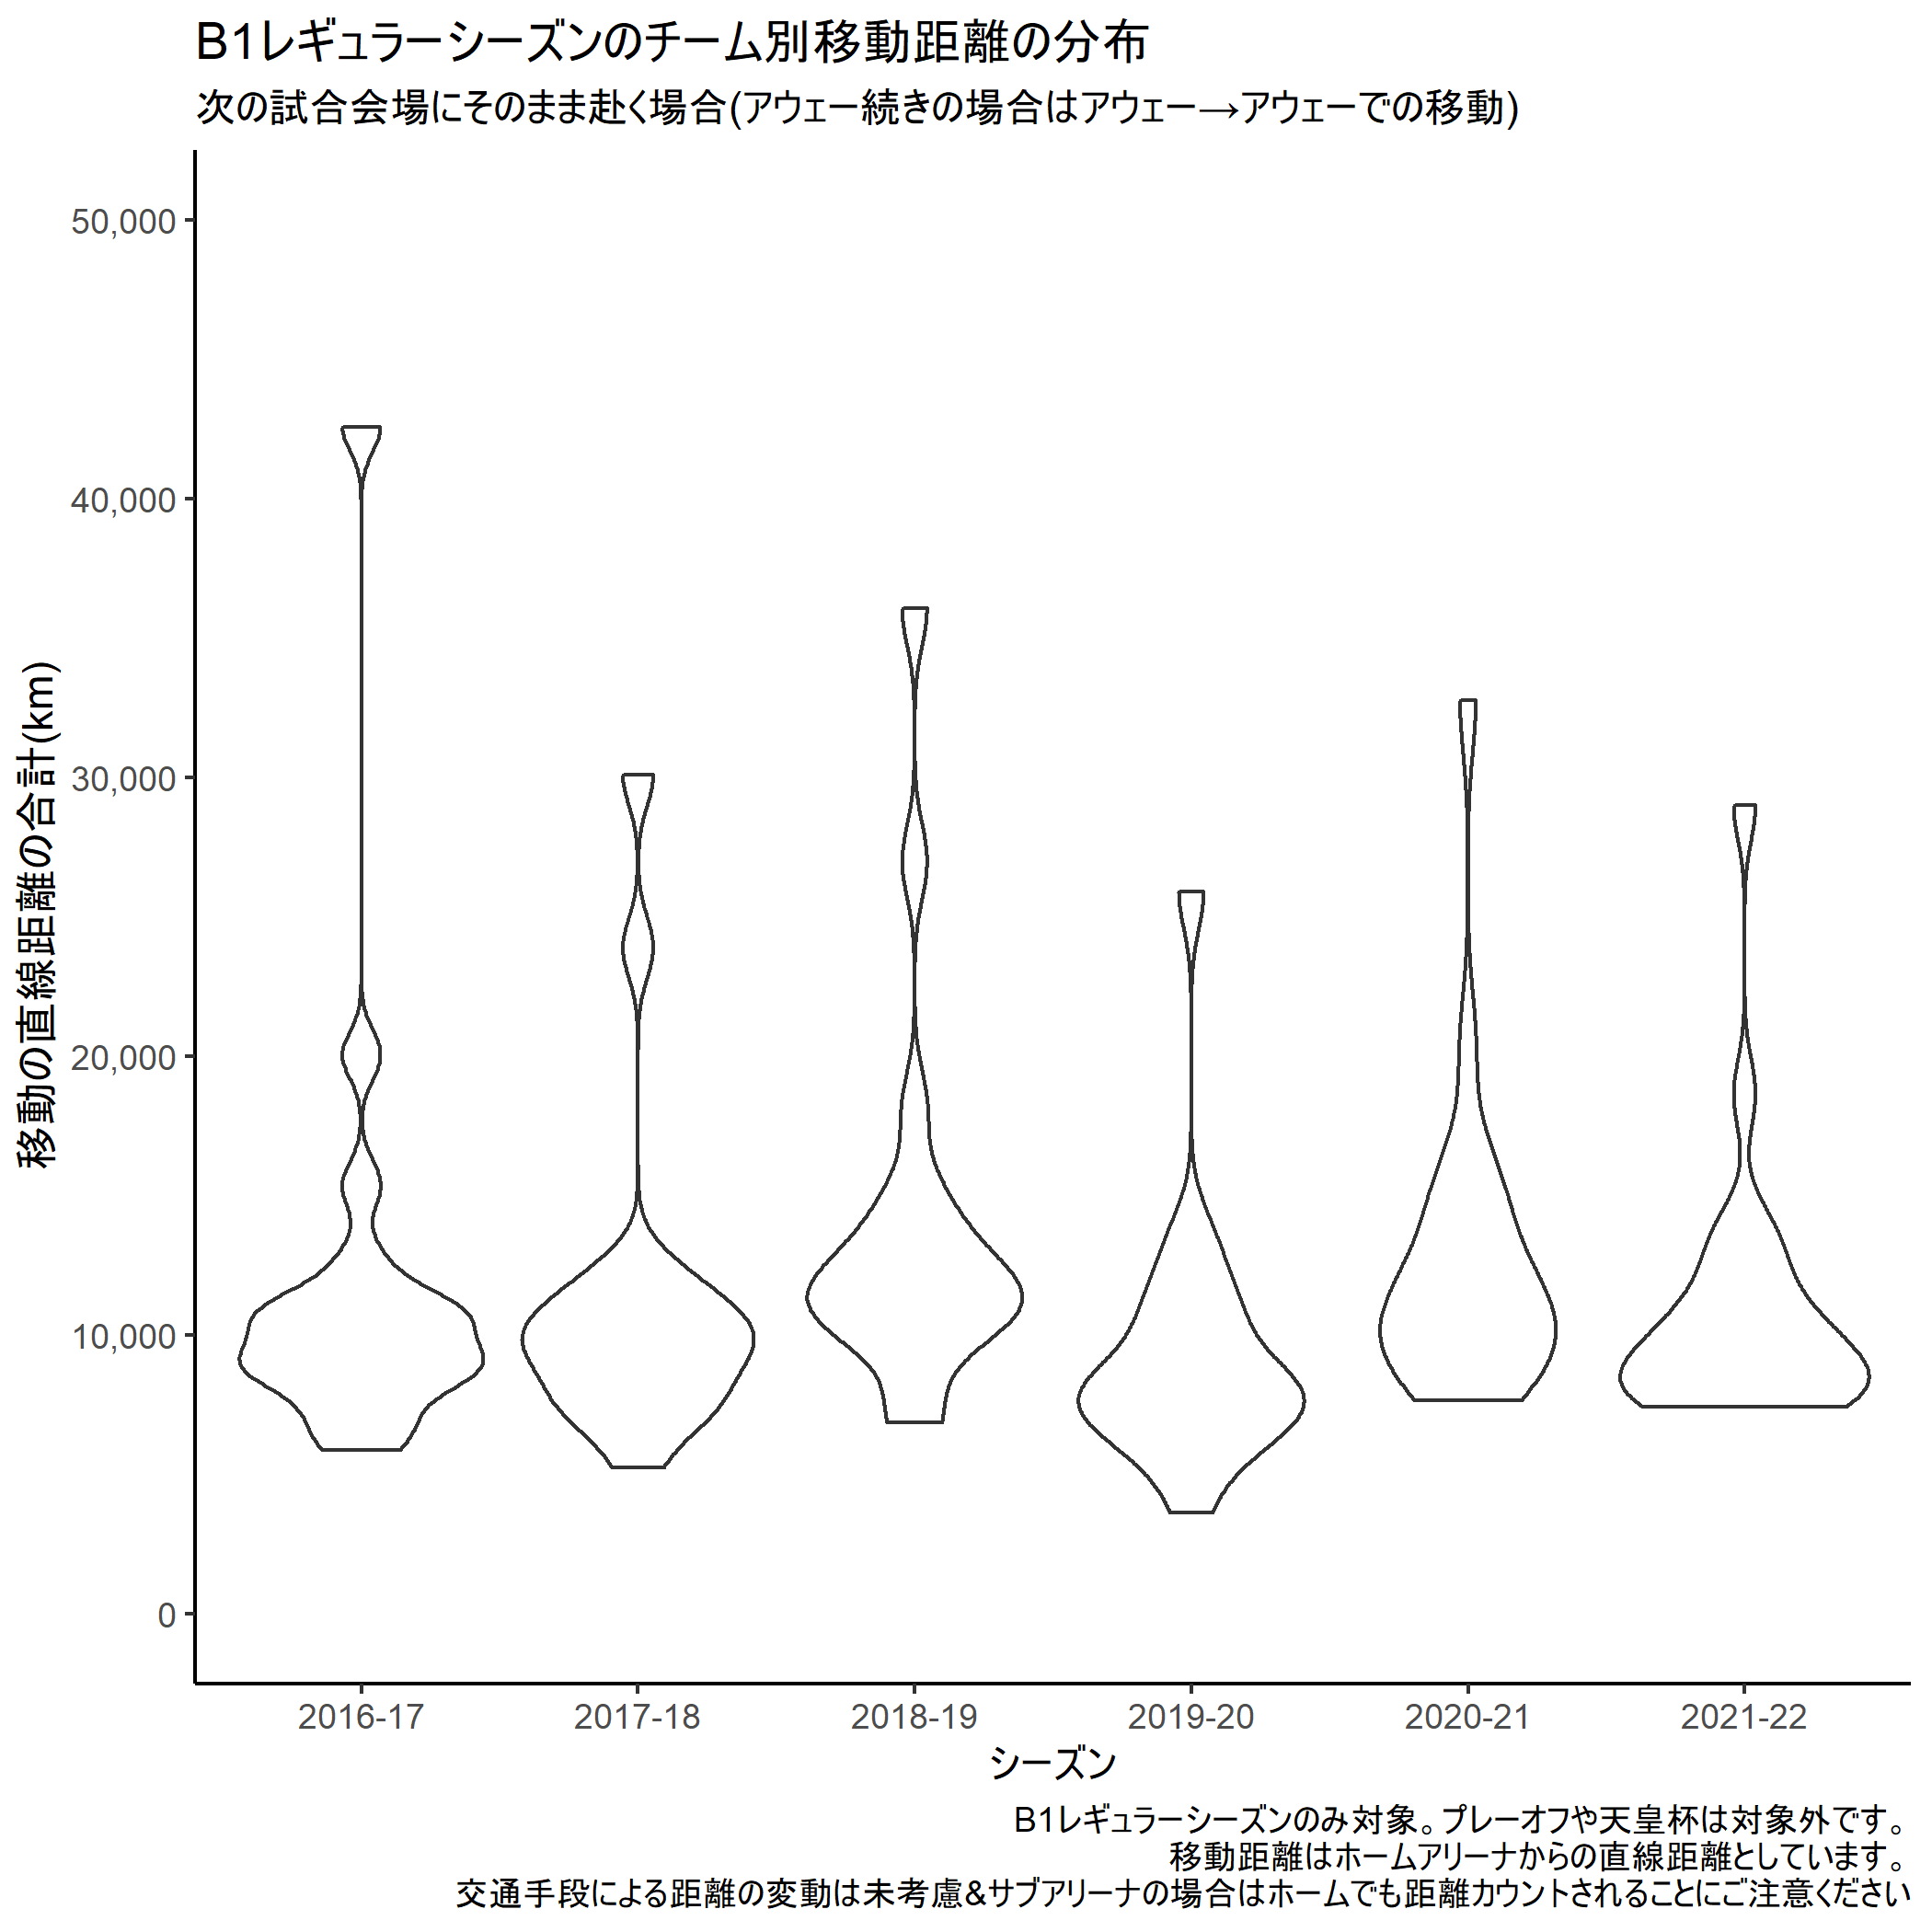 B1レギュラーシーズンのチーム別移動距離の分布
次の試合会場にそのまま赴く場合(アウェー続きの場合はアウェー→アウェーでの移動)
移動の直線距離の合計(km)
50,000
40,000
30,000
20,000
10,000
0
2016-17 2017-18 2018-19 2019-20 2020-21 2021-22
シーズン
B1レギュラーシーズンのみ対象。プレーオフや天皇杯は対象外です。
移動距離はホームアリーナからの直線距離としています。
交通手段による距離の変動は未考慮&サブアリーナの場合はホームでも距離カウントされることにご注意ください